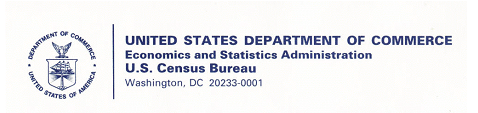 DEPARTMENT OF COMMERCE
UNITED STATES OF AMERICA
UNITED STATES DEPARTMENT OF COMMERCE
Economics and Statistics Administration
U.S. Census Bureau
Washington, DC 20233-0001